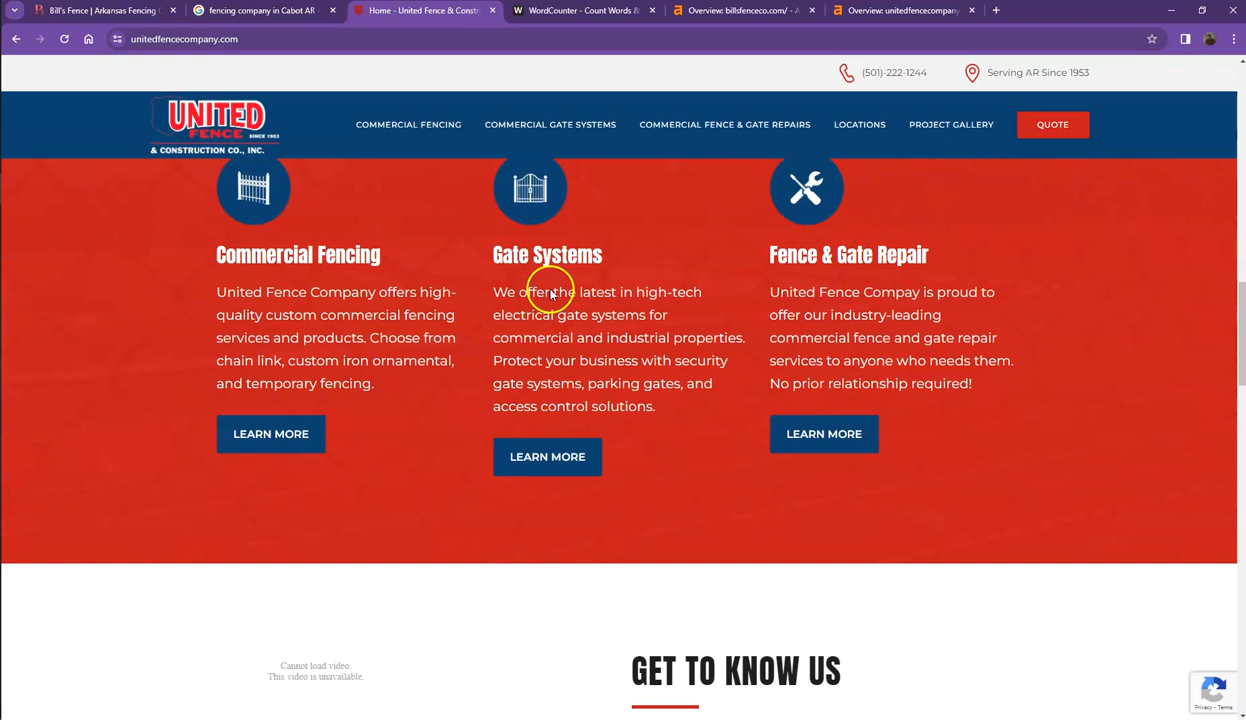 Bill's Fence | Arkansas Fencing
fencing company in Cabot AR -
Home - United Fence & Constr
WordCounter - Count Words &
Overview: billsfenceco.com/ - A
Overview: unitedfencecompany
unitedfencecompany.com
(501)-222-1244
Serving AR Since 1953
UNITED
FENCE SINCE 1953
& CONSTRUCTION CO., INC.
COMMERCIAL FENCING
COMMERCIAL GATE SYSTEMS
COMMERCIAL FENCE & GATE REPAIRS
LOCATIONS
PROJECT GALLERY
QUOTE
Commercial Fencing
United Fence Company offers high-
quality custom commercial fencing
services and products. Choose from
chain link, custom iron ornamental,
and temporary fencing.
LEARN MORE
Gate Systems
We offer the latest in high-tech
electrical gate systems for
commercial and industrial properties.
Protect your business with security
gate systems, parking gates, and
access control solutions.
LEARN MORE
Fence & Gate Repair
United Fence Compay is proud to
offer our industry-leading
commercial fence and gate repair
services to anyone who needs them.
No prior relationship required!
LEARN MORE
Cannot load video.
This video is unavailable.
GET TO KNOW US
Privacy - Terms